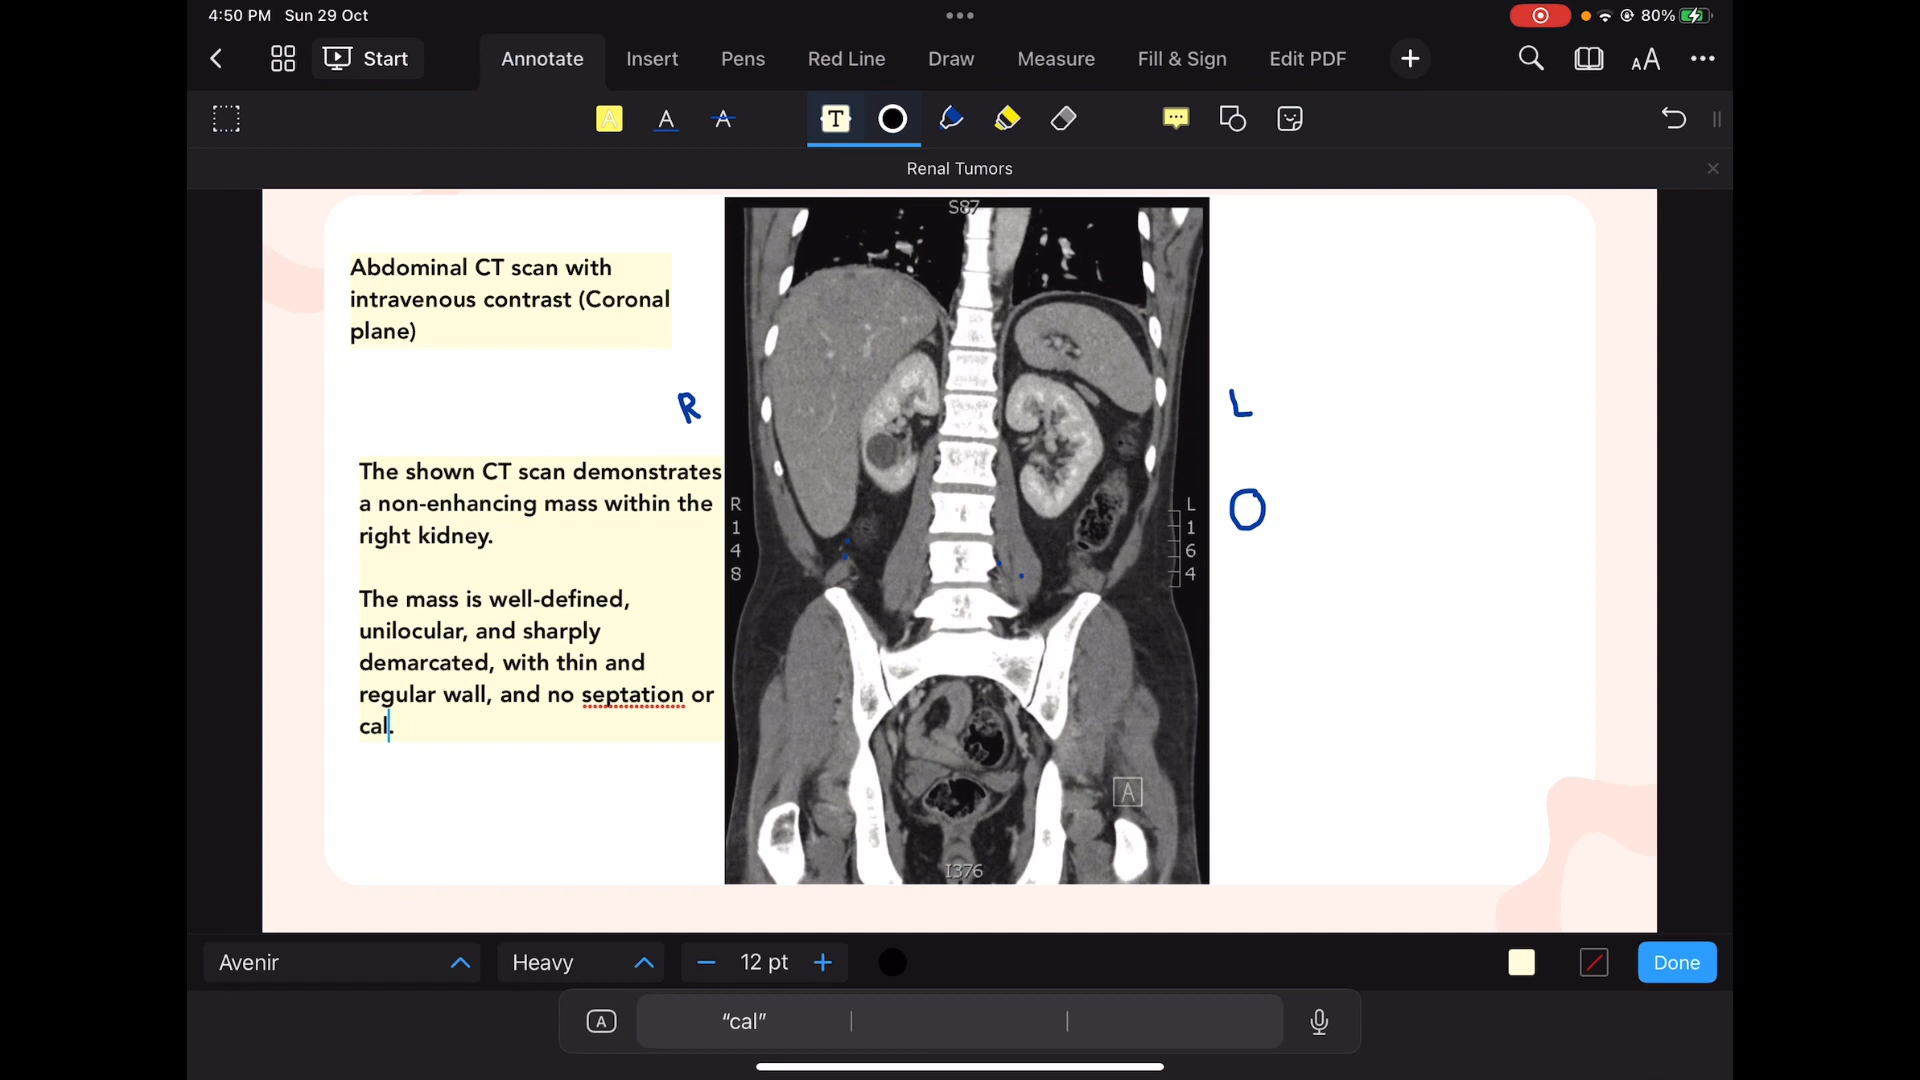 4:50 PM Sun 29 Oct
80%
Start
Annotate
Insert
Pens
Red Line
Draw
Measure
Fill & Sign
Edit PDF
AA
A
A
A
T
Renal Tumors
Abdominal CT scan with
intravenous contrast (Coronal
plane)
R
The shown CT scan demonstrates
a non-enhancing mass within the
right kidney.
The mass is well-defined,
unilocular, and sharply
demarcated, with thin and
regular wall, and no septation or
cal.
S87
R
1
4
8
L
1
6
4
A
I376
L
O
Avenir
Heavy
12 pt
Done
A
“cal”